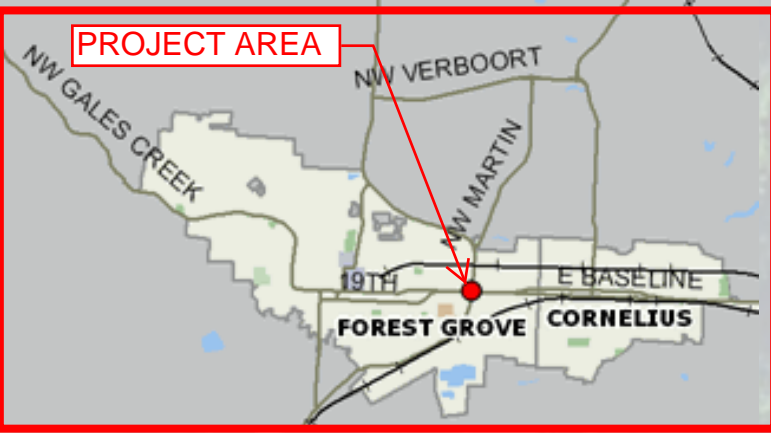 PROJECT AREA
NW VERBOORT
NW GALES CREEK
NW MARTIN
19TH
E BASELINE
FOREST GROVE
CORNELIUS